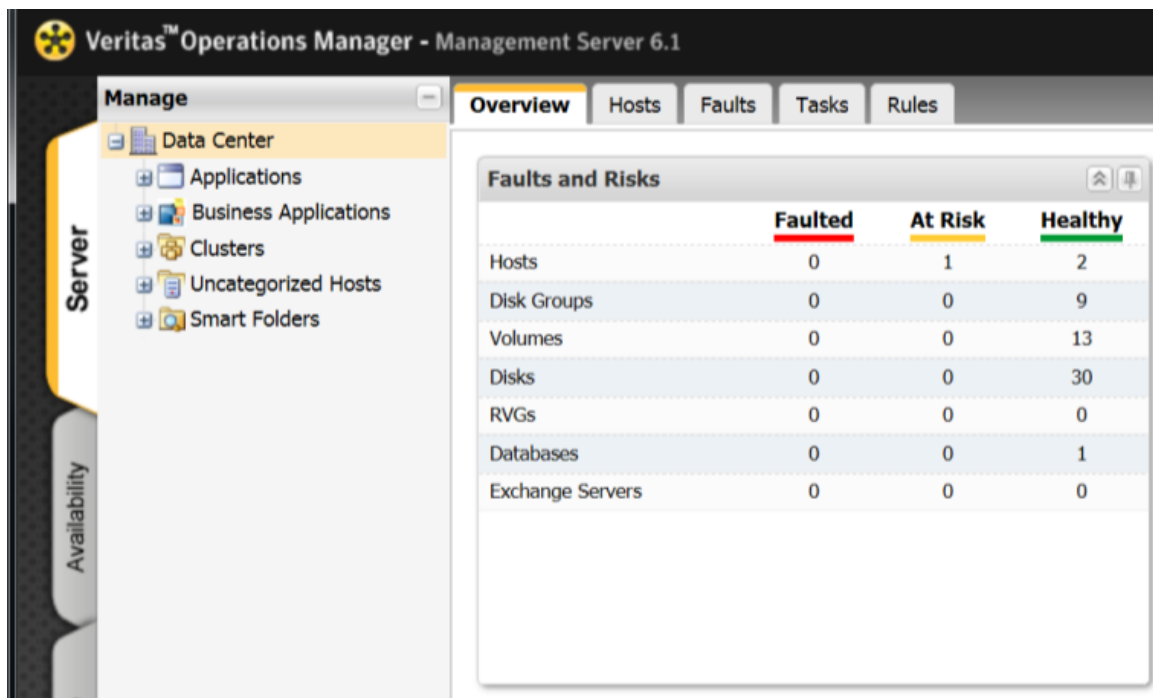 Veritas™ Operations Manager - Management Server 6.1
Manage
Data Center
Applications
Business Applications
Clusters
Uncategorized Hosts
Smart Folders
Server
Availability
Overview Hosts Faults Tasks Rules
Faults and Risks
Faulted At Risk Healthy
Hosts 0 1 2
Disk Groups 0 0 9
Volumes 0 0 13
Disks 0 0 30
RVGs 0 0 0
Databases 0 0 1
Exchange Servers 0 0 0